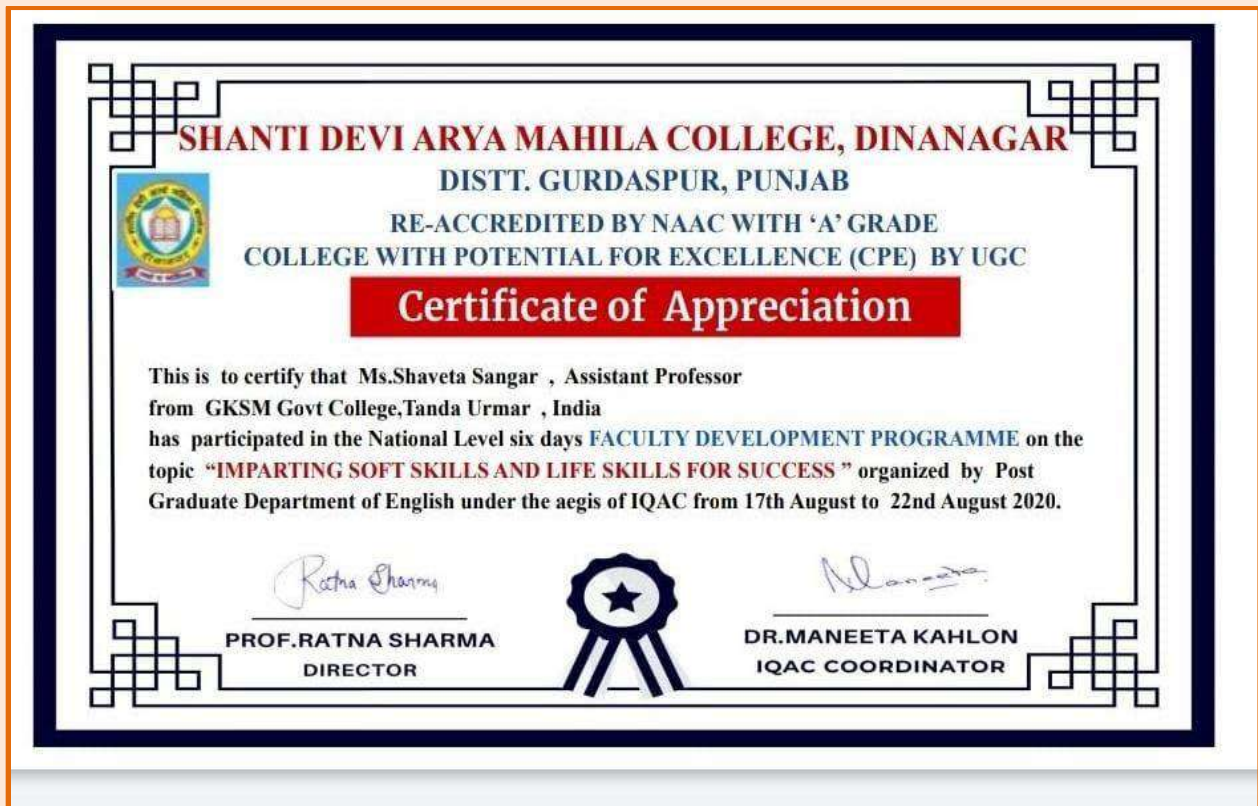 SHANTI DEVI ARYA MAHILA COLLEGE, DINANAGAR
DISTT. GURDASPUR, PUNJAB
RE-ACCREDITED BY NAAC WITH ‘A’ GRADE
COLLEGE WITH POTENTIAL FOR EXCELLENCE (CPE) BY UGC
Certificate of Appreciation
This is to certify that Ms.Shaveta Sangar , Assistant Professor
from GKSM Govt College,Tanda Urmar , India
has participated in the National Level six days FACULTY DEVELOPMENT PROGRAMME on the
topic “IMPARTING SOFT SKILLS AND LIFE SKILLS FOR SUCCESS ” organized by Post
Graduate Department of English under the aegis of IQAC from 17th August to 22nd August 2020.
Ratna Sharma
Maneeta
PROF.RATNA SHARMA
DIRECTOR
DR.MANEETA KAHLON
IQAC COORDINATOR